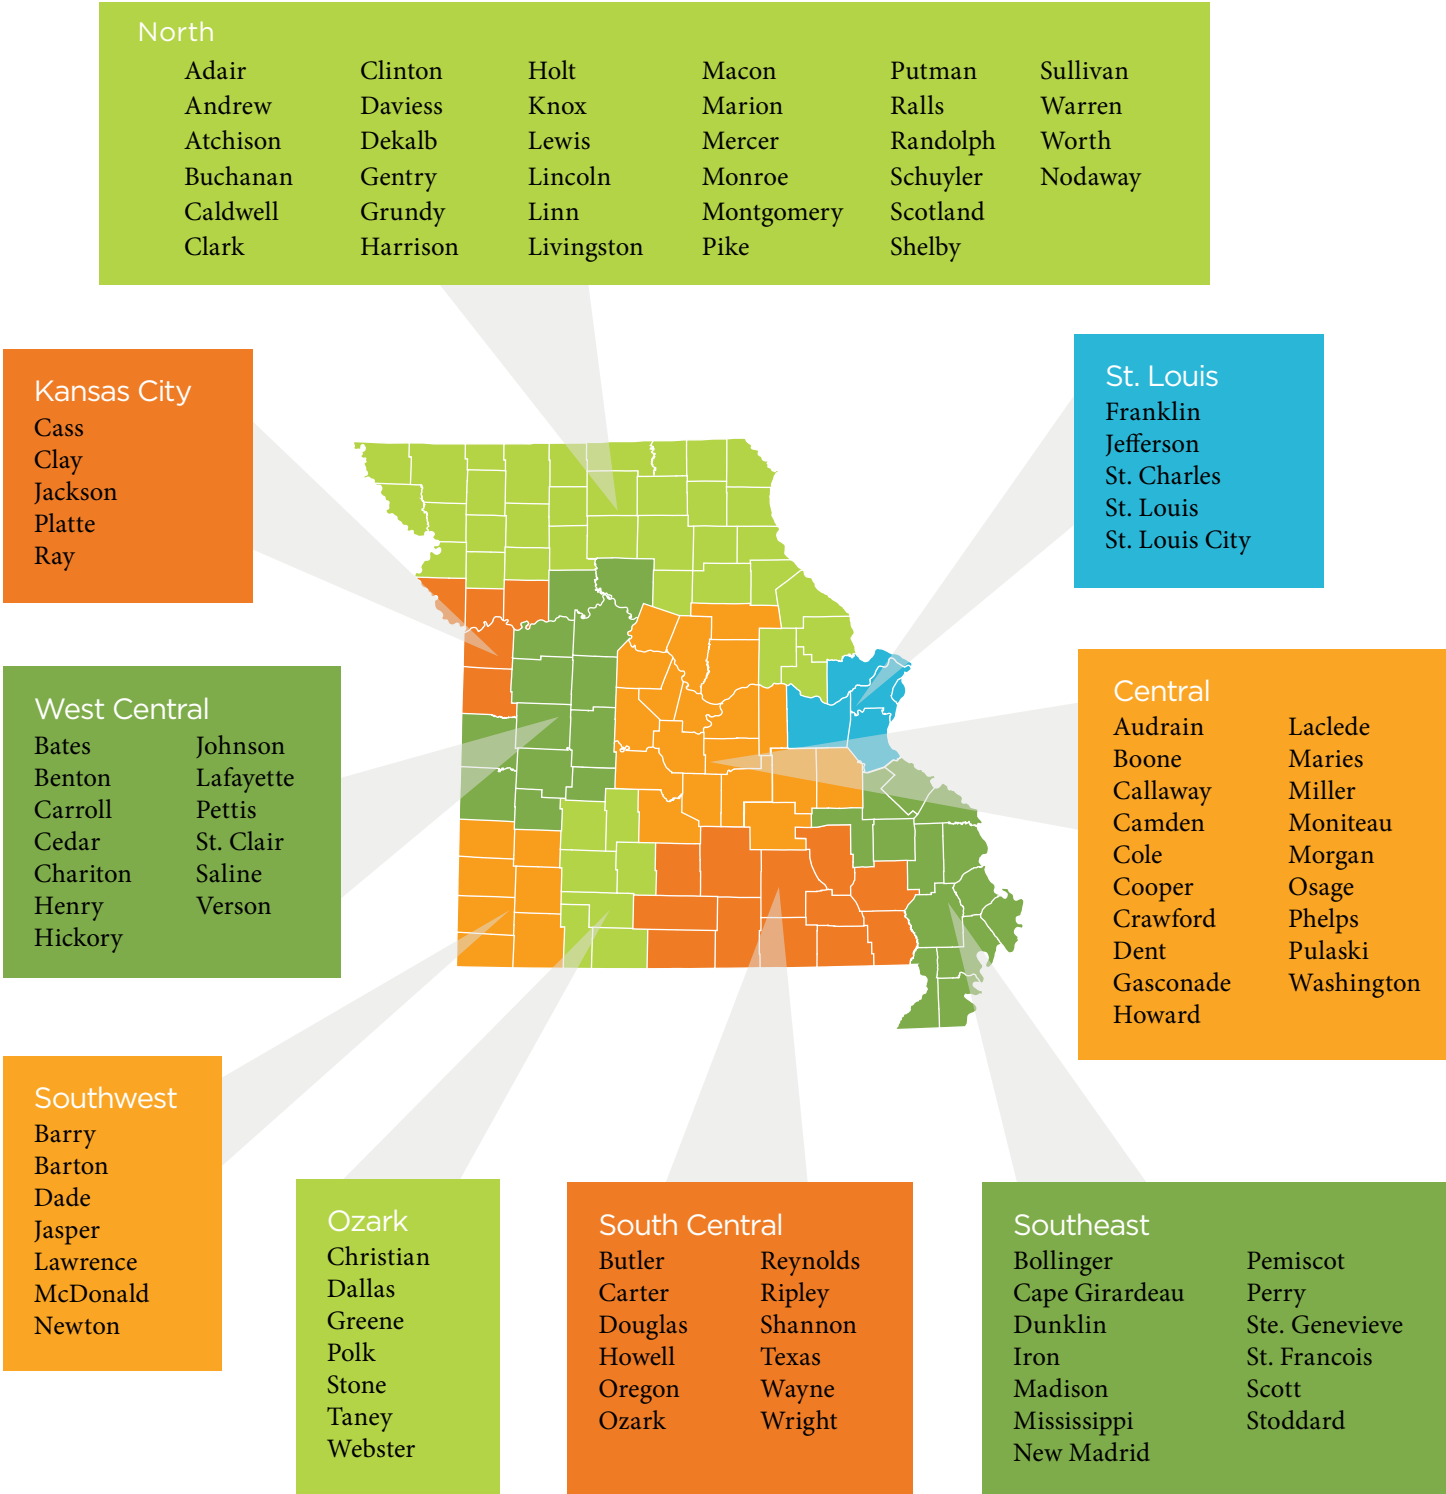 North
Adair
Andrew
Atchison
Buchanan
Caldwell
Clark
Clinton
Daviess
Dekalb
Gentry
Grundy
Harrison
Holt
Knox
Lewis
Lincoln
Linn
Livingston
Macon
Marion
Mercer
Monroe
Montgomery
Pike
Putman
Ralls
Randolph
Schuyler
Scotland
Shelby
Sullivan
Warren
Worth
Nodaway
Kansas City
Cass
Clay
Jackson
Platte
Ray
St. Louis
Franklin
Jefferson
St. Charles
St. Louis
St. Louis City
West Central
Bates
Benton
Carroll
Cedar
Chariton
Henry
Hickory
Johnson
Lafayette
Pettis
St. Clair
Saline
Verson
Central
Audrain
Boone
Callaway
Camden
Cole
Cooper
Crawford
Dent
Gasconade
Howard
Laclede
Maries
Miller
Moniteau
Morgan
Osage
Phelps
Pulaski
Washington
Southwest
Barry
Barton
Dade
Jasper
Lawrence
McDonald
Newton
Ozark
Christian
Dallas
Greene
Polk
Stone
Taney
Webster
South Central
Butler
Carter
Douglas
Howell
Oregon
Ozark
Reynolds
Ripley
Shannon
Texas
Wayne
Wright
Southeast
Bollinger
Cape Girardeau
Dunklin
Iron
Madison
Mississippi
New Madrid
Pemiscot
Perry
Ste. Genevieve
St. Francois
Scott
Stoddard